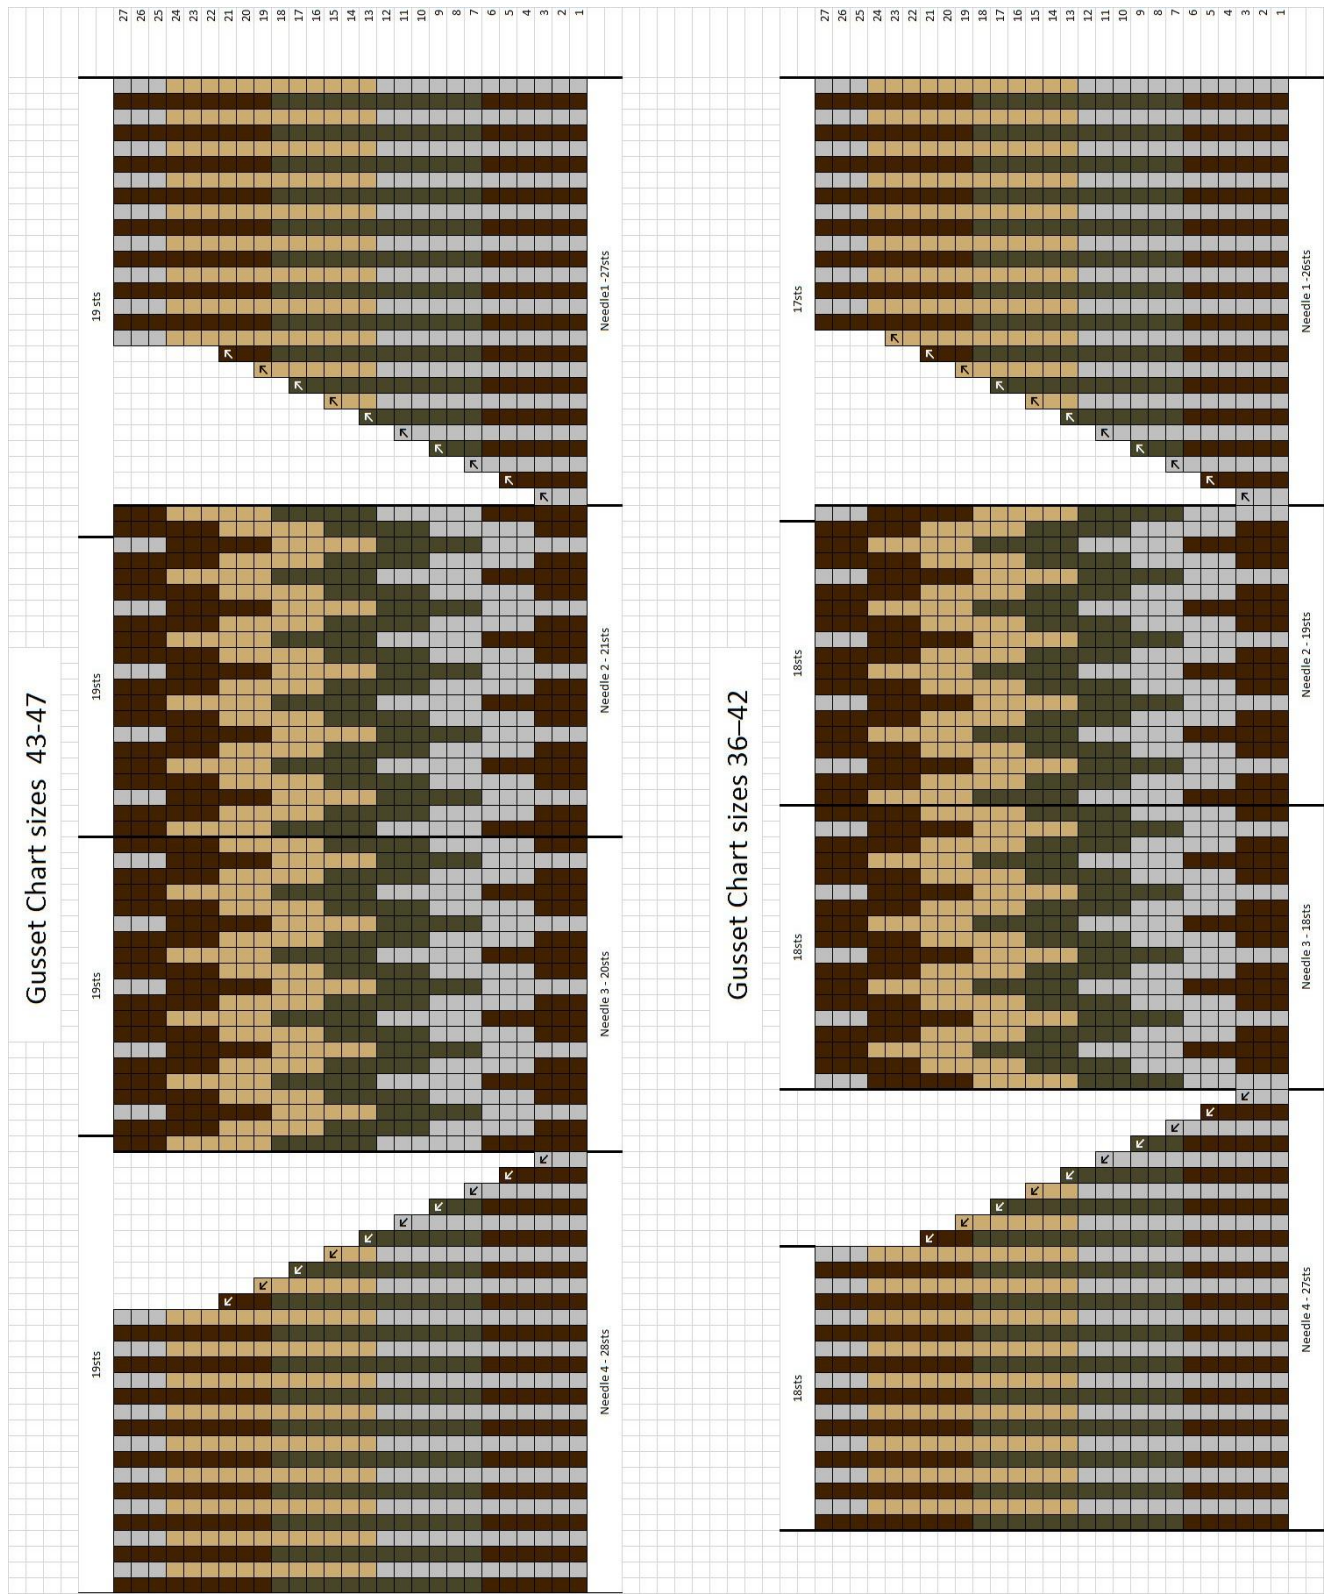 27 26 25 24 23 22 21 20 19 18 17 16 15 14 13 12 11 10 9 8 7 6 5 4 3 2 1
Gusset Chart sizes 43-47
19 sts
19sts
19sts
19sts
Needle1 -27sts
Needle 2 - 21sts
Needle 3 - 20sts
Needle 4 - 28sts
27 26 25 24 23 22 21 20 19 18 17 16 15 14 13 12 11 10 9 8 7 6 5 4 3 2 1
Gusset Chart sizes 36–42
17sts
18sts
18sts
18sts
Needle 1 -26sts
Needle 2 - 19sts
Needle 3 - 18sts
Needle 4 - 27sts